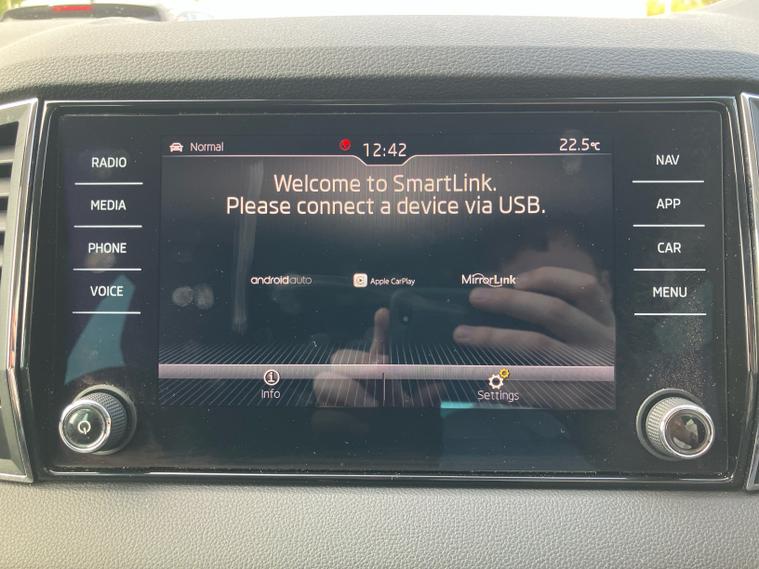 Normal
12:42
22.5°C
RADIO
MEDIA
PHONE
VOICE
Welcome to SmartLink.
Please connect a device via USB.
androidauto
Apple CarPlay
MirrorLink
Info
Settings
NAV
APP
CAR
MENU